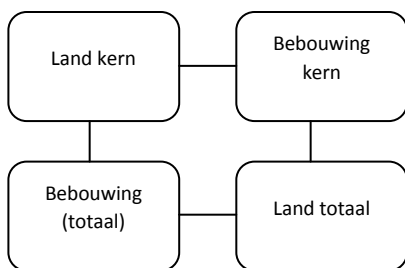 Land kern
Bebouwing
kern
Bebouwing
(totaal)
Land totaal